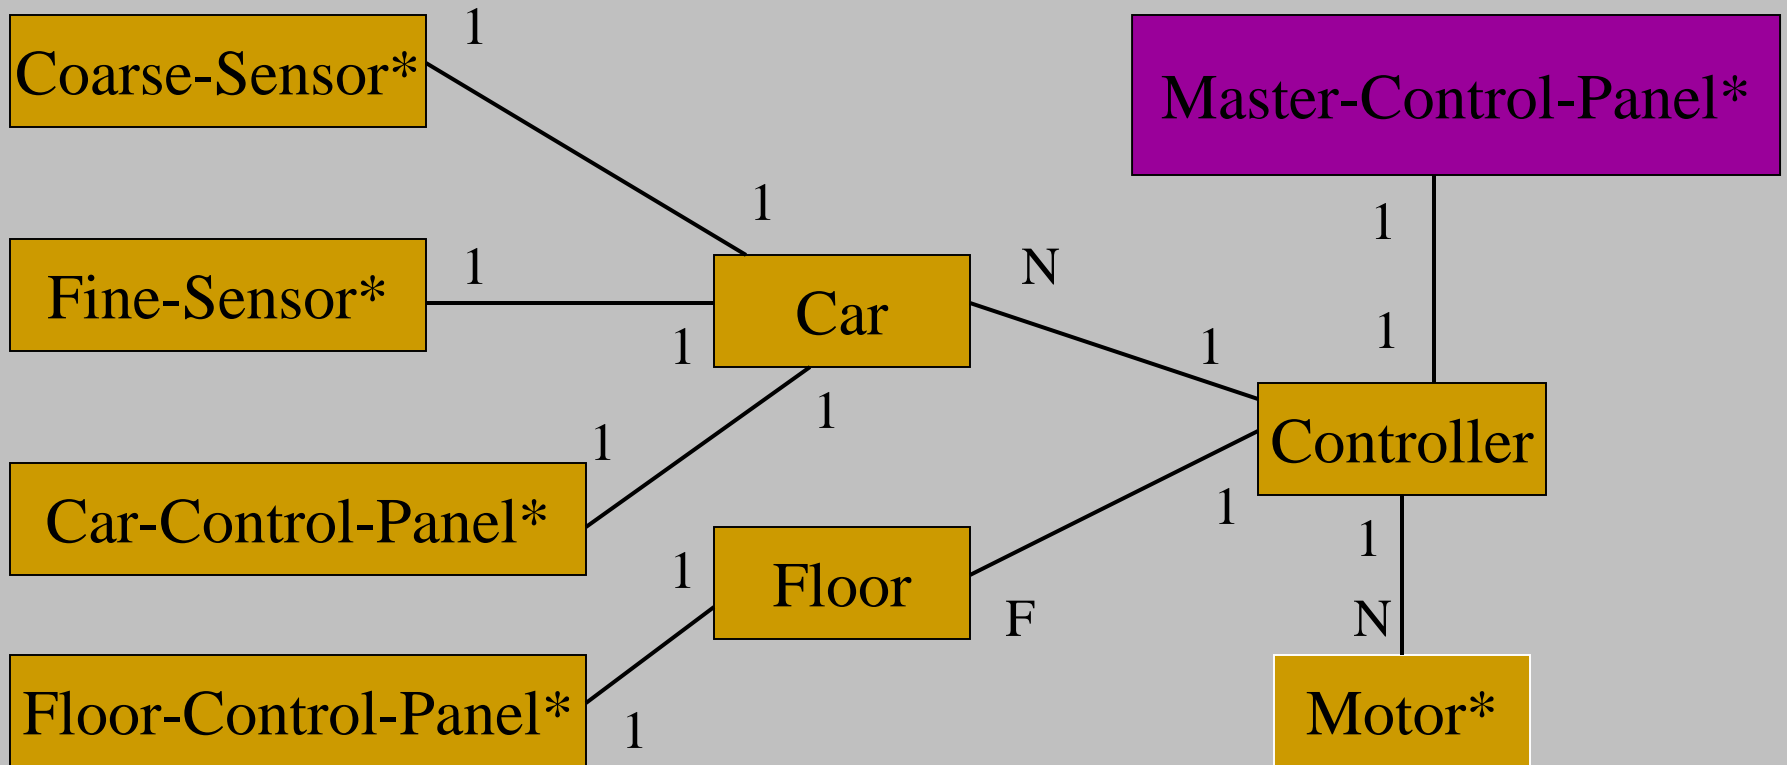 1
Coarse-Sensor*
Master-Control-Panel*
1
1
Fine-Sensor*
1
N
Car
1
1
1
1
Controller
1
1
Car-Control-Panel*
1
1
1
Floor
F
N
Floor-Control-Panel*
1
Motor*